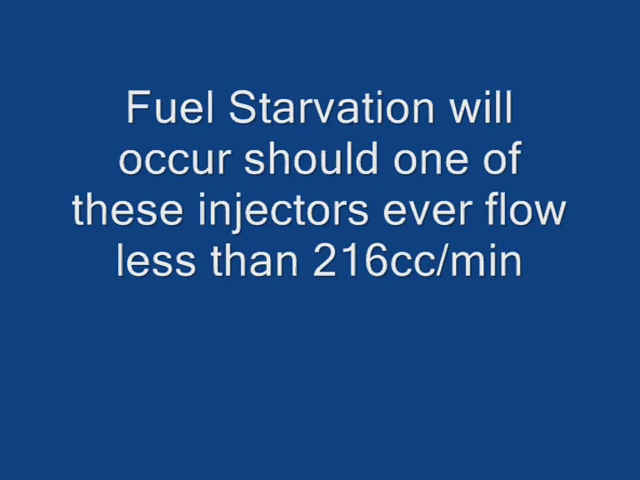 Fuel Starvation will
occur should one of
these injectors ever flow
less than 216cc/min